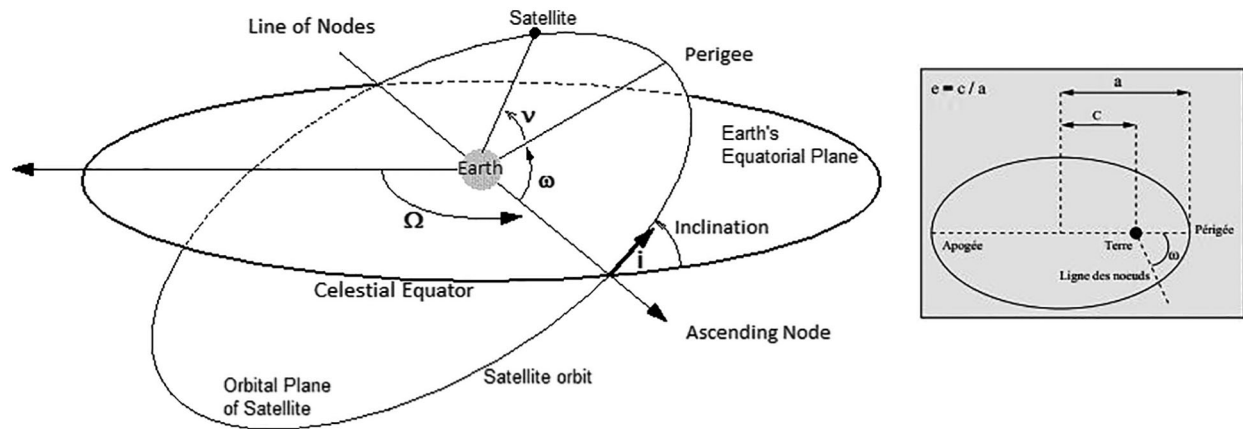 Satellite
Line of Nodes
Perigee
ν
Earth's
Equatorial Plane
Earth
ω
Ω
Inclination
i
Celestial Equator
Ascending Node
Satellite orbit
Orbital Plane
of Satellite
e = c / a
a
C
Apogée
Terre
Périgée
ω
Ligne des noeuds